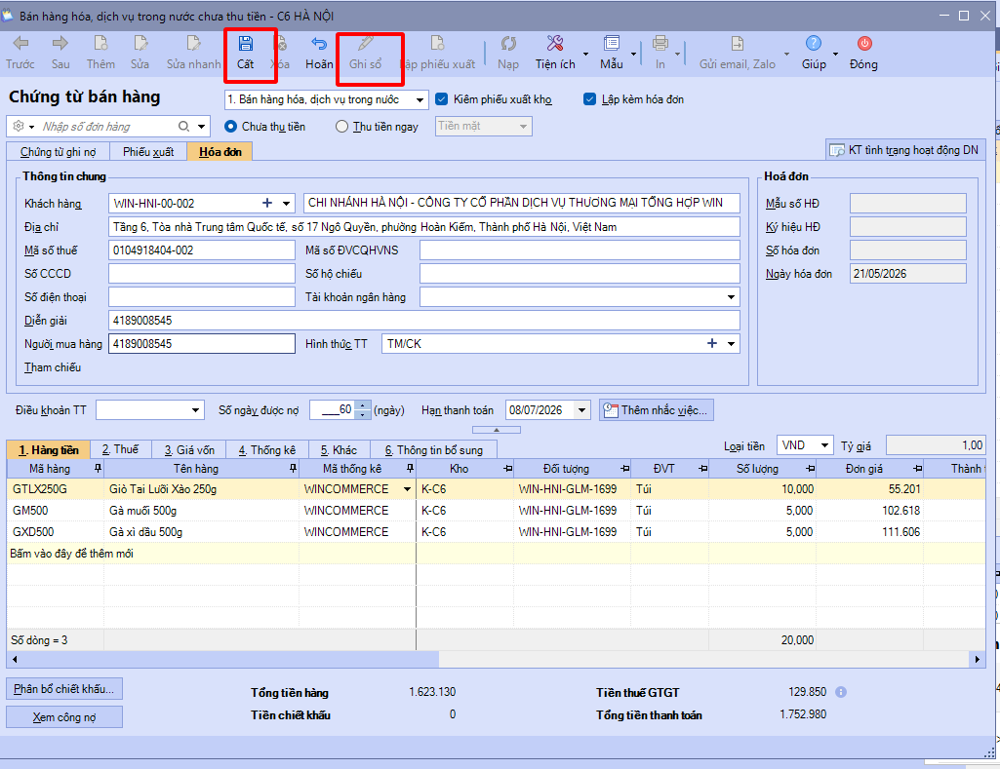 Bán hàng hóa, dịch vụ trong nước chưa thu tiền - C6 HÀ NỘI
Trước Sau Thêm Sửa Sửa nhanh Cất Xóa Hoãn Ghi sổ Lập phiếu xuất Nạp Tiện ích Mẫu In Gửi email, Zalo Giúp Đóng
Chứng từ bán hàng
1. Bán hàng hóa, dịch vụ trong nước Kiêm phiếu xuất kho Lập kèm hóa đơn
Nhập số đơn hàng Chưa thu tiền Thu tiền ngay Tiền mặt
Chứng từ ghi nợ Phiếu xuất Hóa đơn KT tình trạng hoạt động DN
Thông tin chung
Khách hàng WIN-HNI-00-002 CHI NHÁNH HÀ NỘI - CÔNG TY CỔ PHẦN DỊCH VỤ THƯƠNG MẠI TỔNG HỢP WIN
Địa chỉ Tầng 6, Tòa nhà Trung tâm Quốc tế, số 17 Ngô Quyền, phường Hoàn Kiếm, Thành phố Hà Nội, Việt Nam
Mã số thuế 0104918404-002 Mã số ĐVCQHVNS
Số CCCD Số hộ chiếu
Số điện thoại Tài khoản ngân hàng
Diễn giải 4189008545
Người mua hàng 4189008545 Hình thức TT TM/CK
Tham chiếu
Hoá đơn
Mẫu số HĐ
Ký hiệu HĐ
Số hóa đơn
Ngày hóa đơn 21/05/2026
Điều khoản TT Số ngày được nợ ___60 (ngày) Hạn thanh toán 08/07/2026 Thêm nhắc việc...
1. Hàng tiền 2. Thuế 3. Giá vốn 4. Thống kê 5. Khác 6. Thông tin bổ sung Loại tiền VND Tỷ giá 1,00
Mã hàng Tên hàng Mã thống kê Kho Đối tượng ĐVT Số lượng Đơn giá Thành t
GTLX250G Giò Tai Lưỡi Xào 250g WINCOMMERCE K-C6 WIN-HNI-GLM-1699 Túi 10,000 55.201
GM500 Gà muối 500g WINCOMMERCE K-C6 WIN-HNI-GLM-1699 Túi 5,000 102.618
GXD500 Gà xì dầu 500g WINCOMMERCE K-C6 WIN-HNI-GLM-1699 Túi 5,000 111.606
Bấm vào đây để thêm mới
Số dòng = 3 20,000
Phân bổ chiết khấu... Tổng tiền hàng 1.623.130 Tiền thuế GTGT 129.850
Xem công nợ Tiền chiết khấu 0 Tổng tiền thanh toán 1.752.980